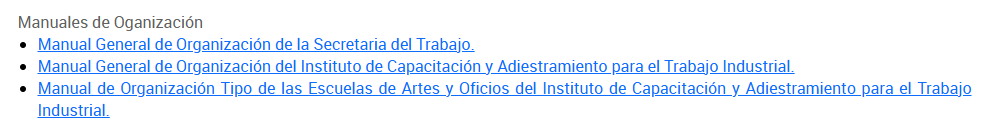 Manuales de Oganización
Manual General de Organización de la Secretaria del Trabajo.
Manual General de Organización del Instituto de Capacitación y Adiestramiento para el Trabajo Industrial.
Manual de Organización Tipo de las Escuelas de Artes y Oficios del Instituto de Capacitación y Adiestramiento para el Trabajo
Industrial.